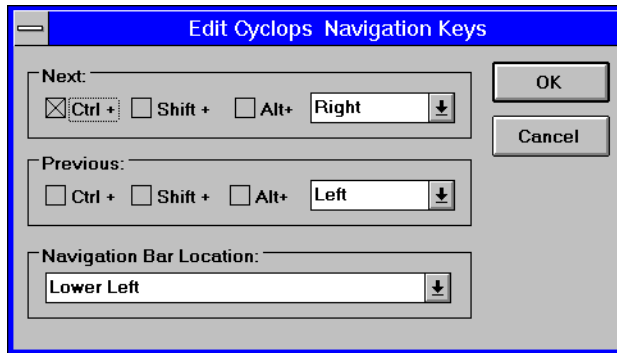 Edit Cyclops Navigation Keys
Next:
Ctrl + Shift + Alt+ Right
OK
Cancel
Previous:
Ctrl + Shift + Alt+ Left
Navigation Bar Location:
Lower Left